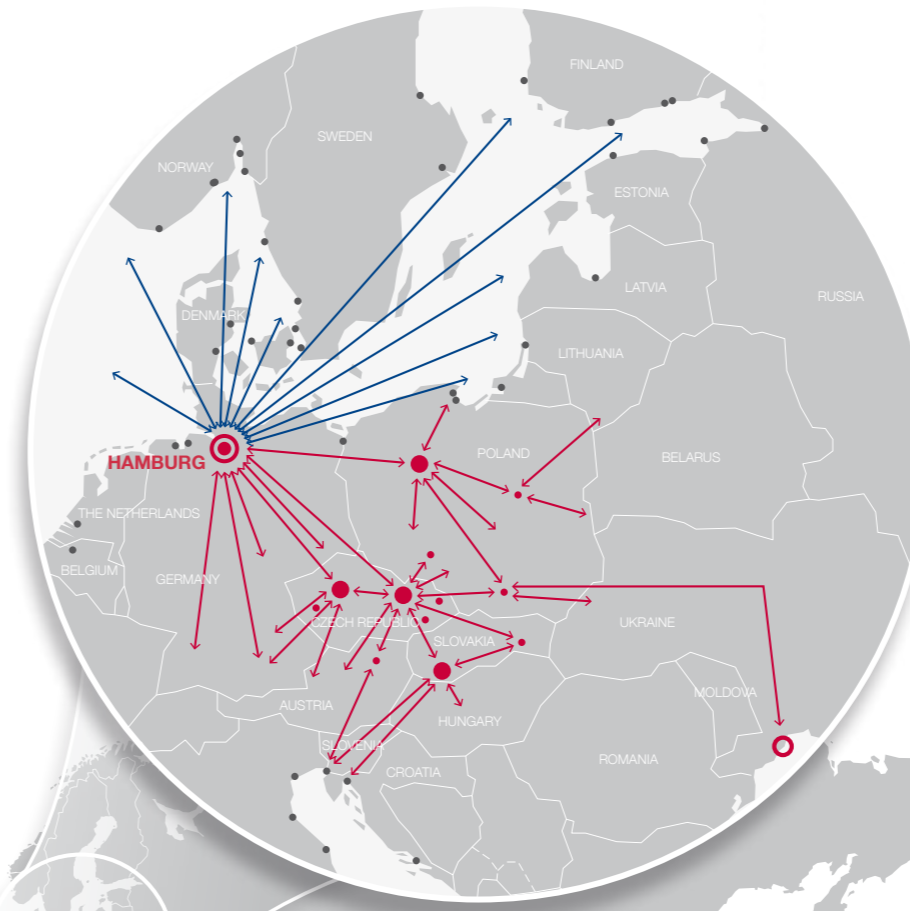 FINLAND
SWEDEN
NORWAY
ESTONIA
LATVIA
RUSSIA
DENMARK
LITHUANIA
POLAND
BELARUS
HAMBURG
THE NETHERLANDS
BELGIUM
GERMANY
CZECH REPUBLIC
UKRAINE
SLOVAKIA
MOLDOVA
AUSTRIA
HUNGARY
SLOVENIA
ROMANIA
CROATIA